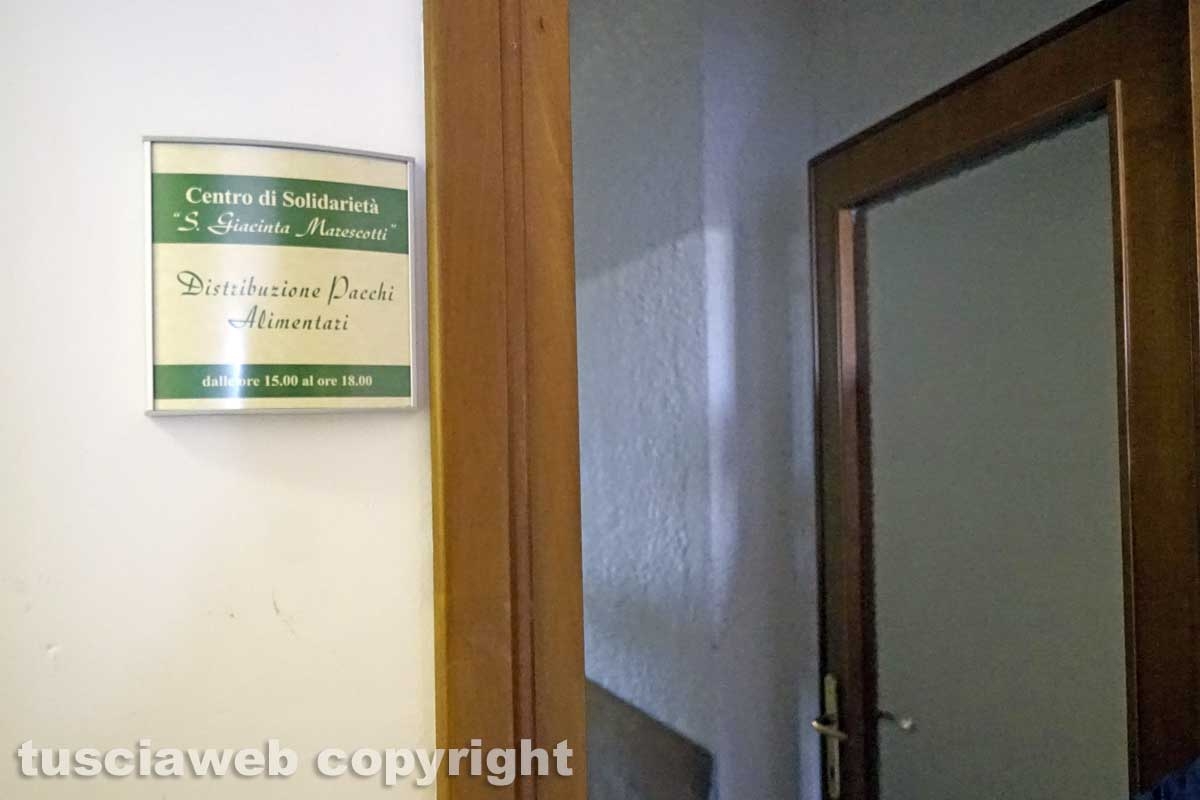 Centro di Solidarietà
"S. Giacinta Marescotti"
Distribuzione Pacchi
Alimentari
dalle ore 15.00 al ore 18.00
tusciaweb copyright